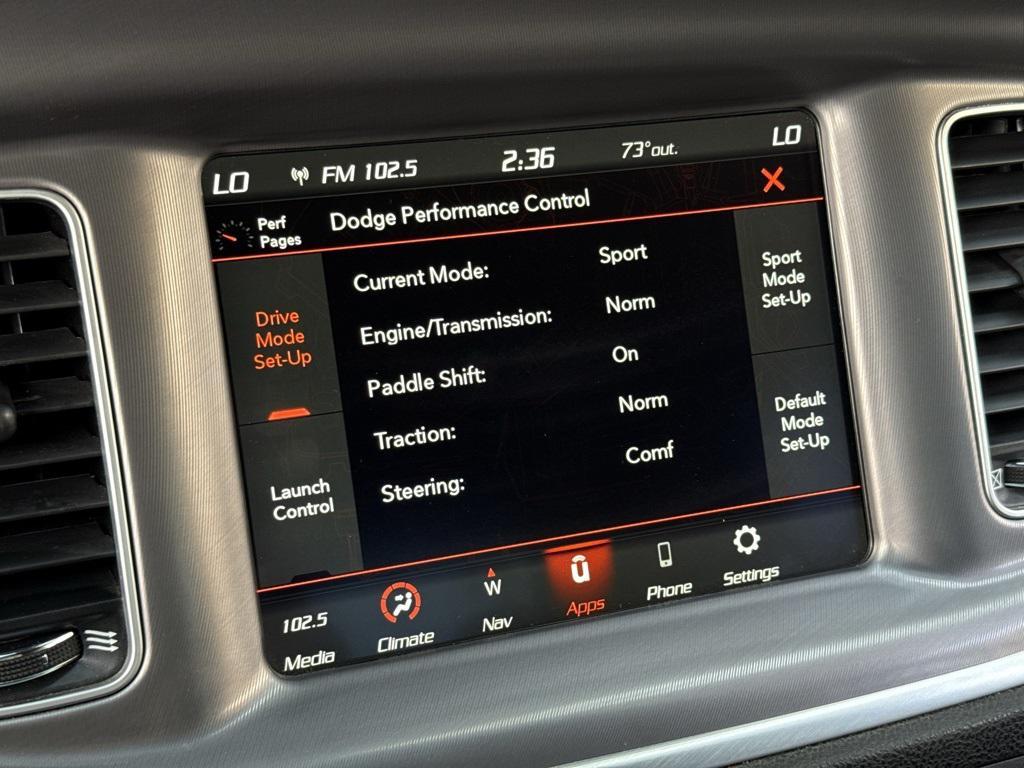 LO FM 102.5 2:36 73°out. LO
Perf
Pages
Dodge Performance Control
Drive
Mode
Set-Up
Launch
Control
Current Mode: Sport
Engine/Transmission: Norm
Paddle Shift: On
Traction: Norm
Steering: Comf
Sport
Mode
Set-Up
Default
Mode
Set-Up
102.5
Media
Climate
W
Nav
Apps
Phone
Settings